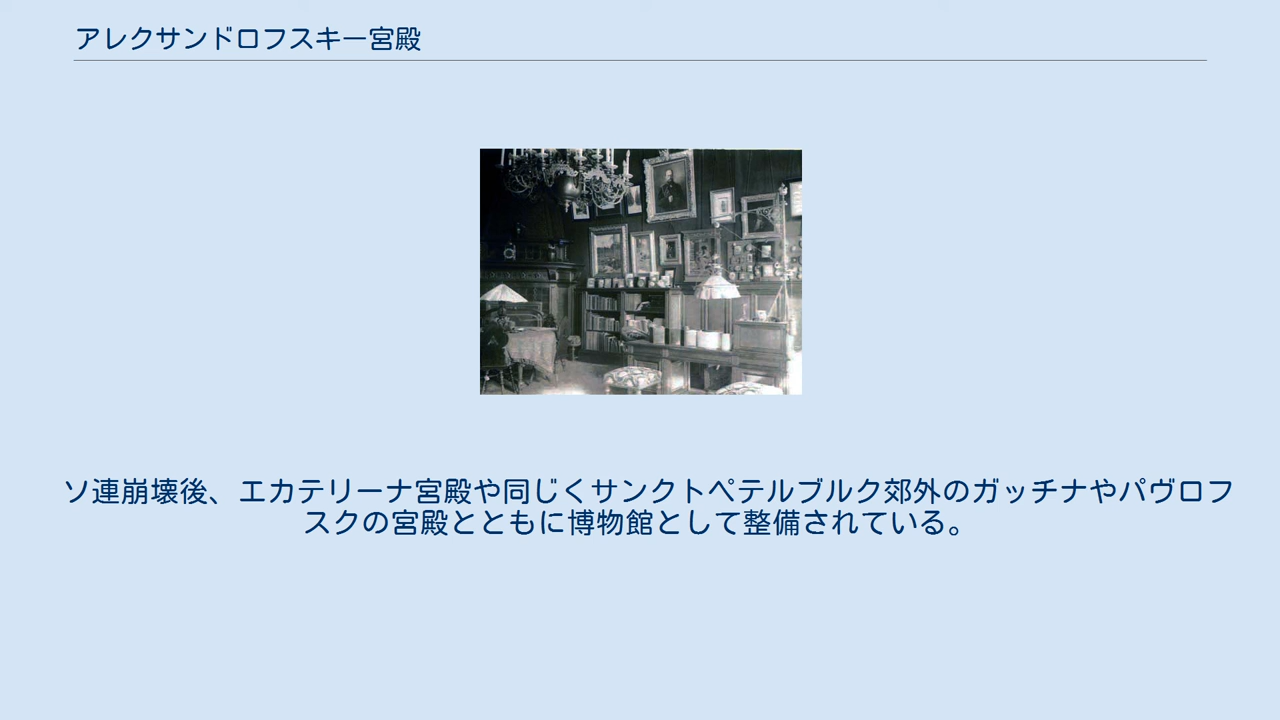 アレクサンドロフスキー宮殿
ソ連崩壊後、エカテリーナ宮殿や同じくサンクトペテルブルク郊外のガッチナやパヴロフ
スクの宮殿とともに博物館として整備されている。